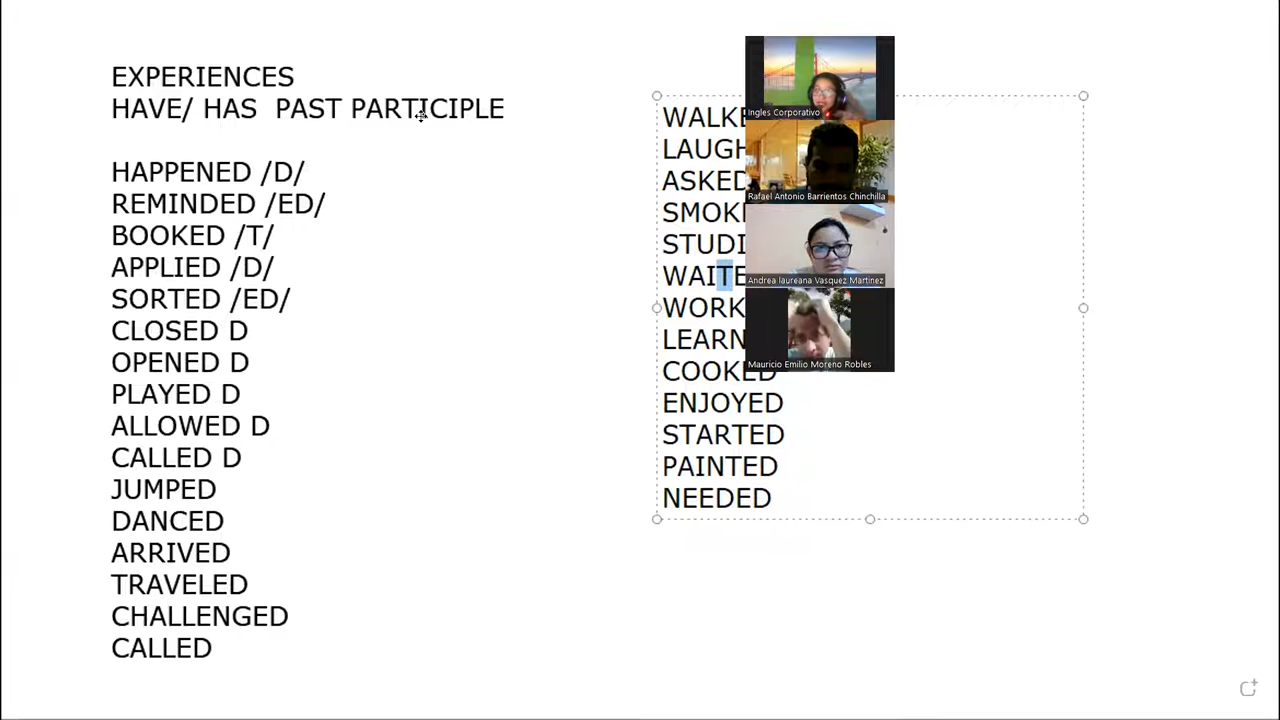 EXPERIENCES
HAVE/ HAS PAST PARTICIPLE
HAPPENED /D/
REMINDED /ED/
BOOKED /T/
APPLIED /D/
SORTED /ED/
CLOSED D
OPENED D
PLAYED D
ALLOWED D
CALLED D
JUMPED
DANCED
ARRIVED
TRAVELED
CHALLENGED
CALLED
ASKED
COOKED
ENJOYED
STARTED
PAINTED
NEEDED
Ingles Corporativo
Rafael Antonio Barrientos Chinchilla
Andrea laureana Vasquez Martinez
Mauricio Emilio Moreno Robles